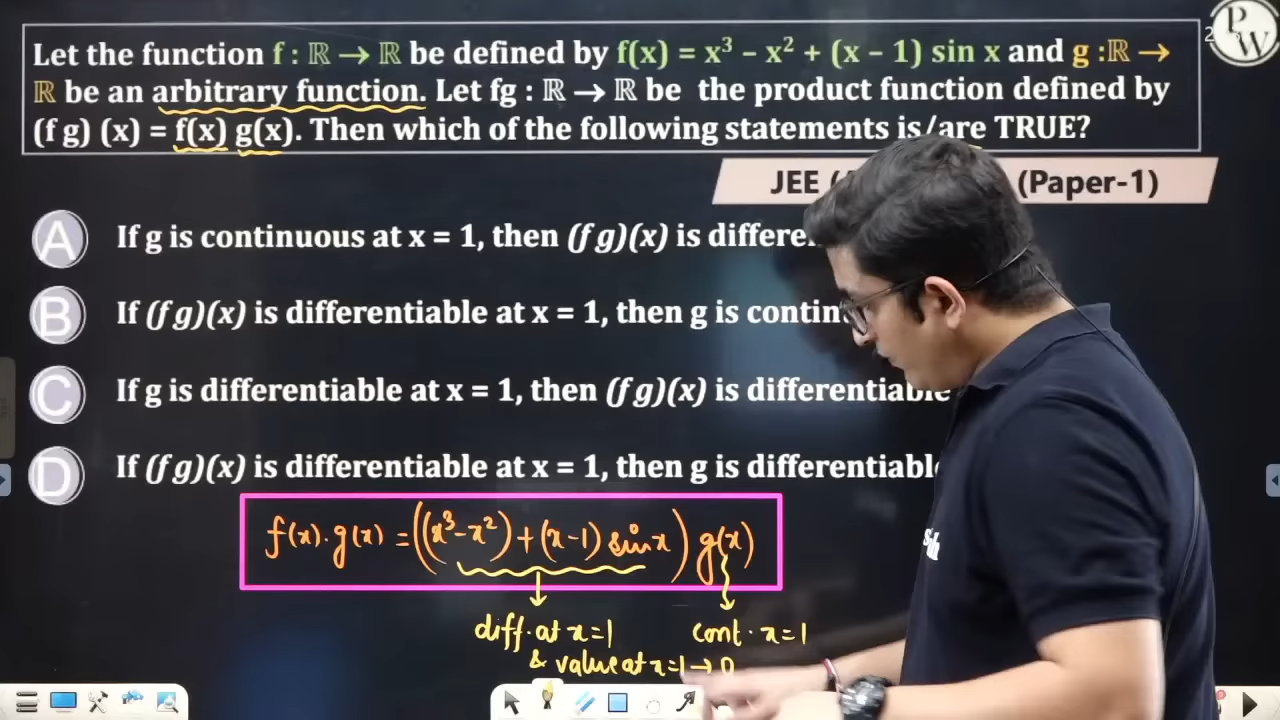 Let the function f : ℝ → ℝ be defined by f(x) = x³ – x² + (x – 1) sin x and g :ℝ →
ℝ be an arbitrary function. Let fg : ℝ → ℝ be the product function defined by
(f g) (x) = f(x) g(x). Then which of the following statements is/are TRUE?
PW
JEE (Paper-1)
A If g is continuous at x = 1, then (f g)(x) is
B If (f g)(x) is differentiable at x = 1, then g is
C If g is differentiable at x = 1, then (f g)(x) is differentiable
D If (f g)(x) is differentiable at x = 1, then g is
f(x).g(x) = ((x³-x²)+(x-1) sin x) g(x)
diff. at x=1 cont. x=1
& value at x=1→0